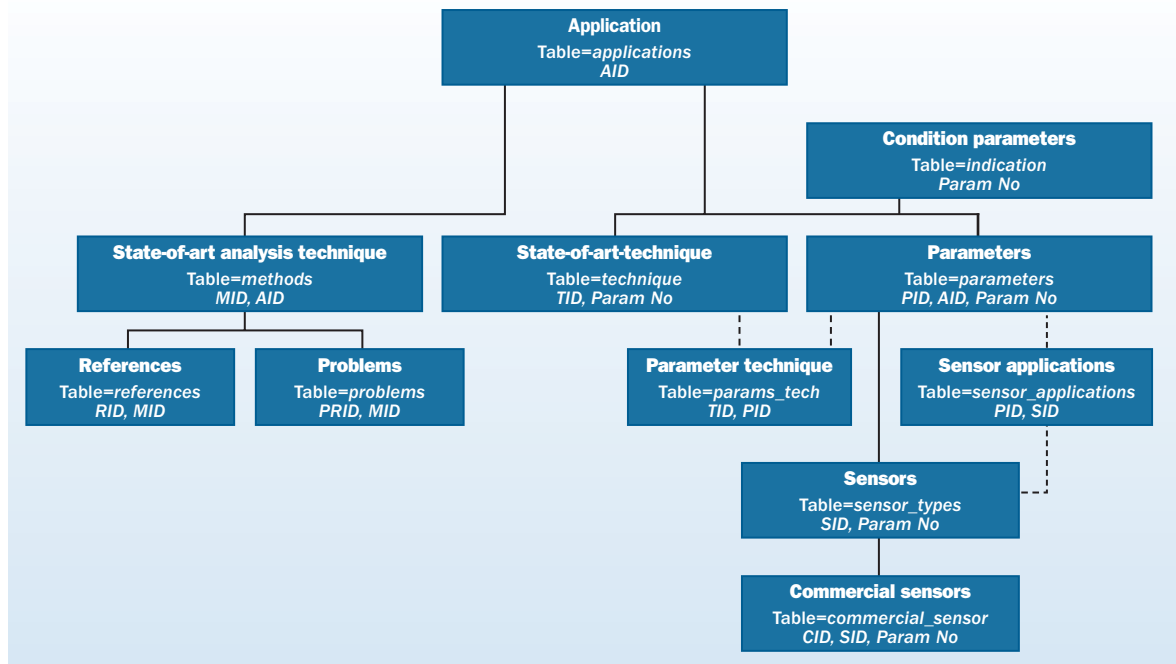 Application
Table=applications
AID
Condition parameters
Table=indication
Param No
State-of-art analysis technique
Table=methods
MID, AID
State-of-art-technique
Table=technique
TID, Param No
Parameters
Table=parameters
PID, AID, Param No
References
Table=references
RID, MID
Problems
Table=problems
PRID, MID
Parameter technique
Table=params_tech
TID, PID
Sensor applications
Table=sensor_applications
PID, SID
Sensors
Table=sensor_types
SID, Param No
Commercial sensors
Table=commercial_sensor
CID, SID, Param No